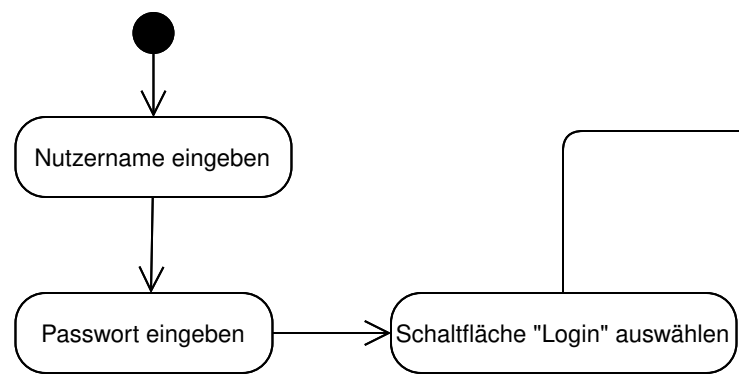 Nutzername eingeben
Passwort eingeben
Schaltfläche "Login" auswählen